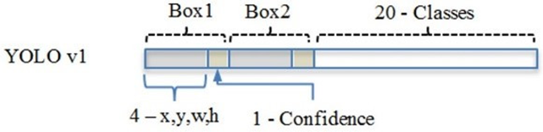 Box1 Box2 20 - Classes
YOLO v1
4 – x,y,w,h 1 - Confidence